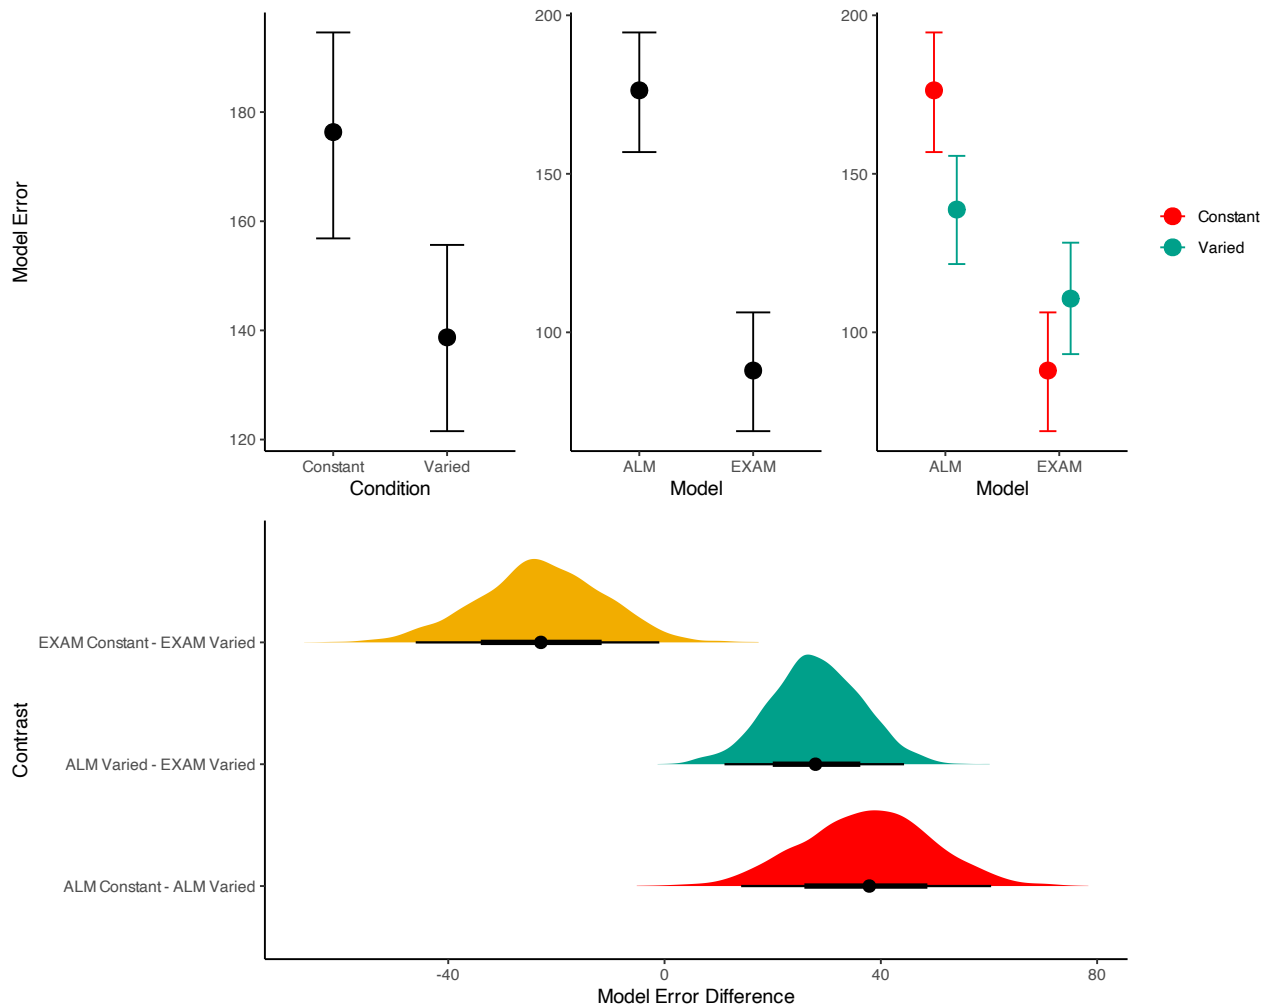 Model Error
180
160
140
120
Constant
Varied
Condition
200
150
100
ALM
EXAM
Model
200
150
100
ALM
EXAM
Model
Constant
Varied
Contrast
EXAM Constant - EXAM Varied
ALM Varied - EXAM Varied
ALM Constant - ALM Varied
-40
0
40
80
Model Error Difference